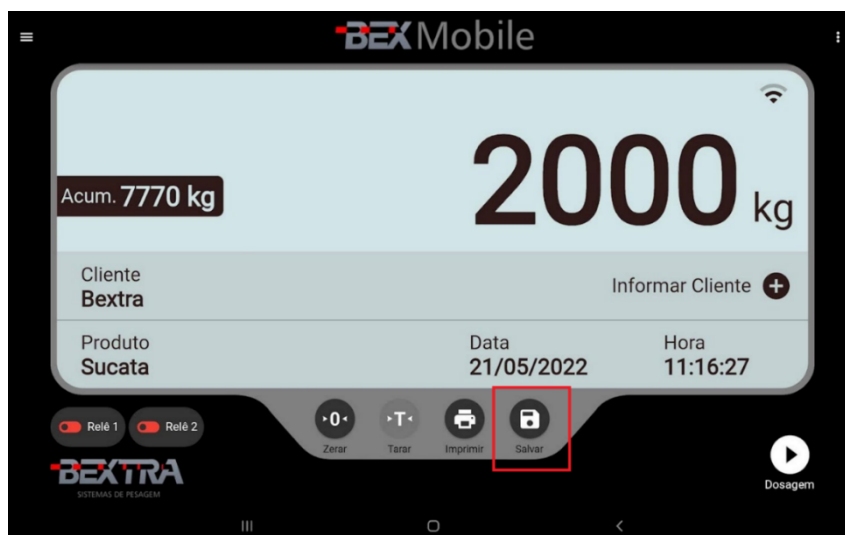 BEX Mobile
2000 kg
Acum. 7770 kg
Cliente
Bextra
Informar Cliente
Produto
Sucata
Data
21/05/2022
Hora
11:16:27
Relê 1
Relê 2
0
T
Zerar
Tarar
Imprimir
Salvar
BEXTRA
SISTEMAS DE PESAGEM
Dosagem